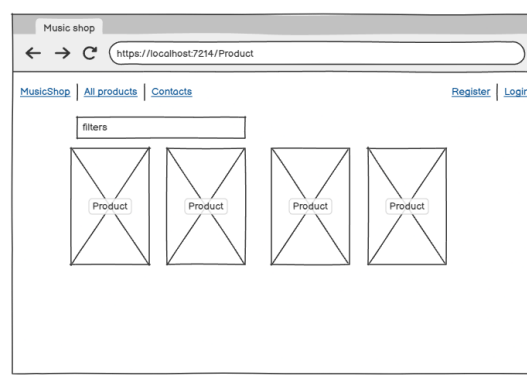 Music shop
https://localhost:7214/Product
MusicShop All products Contacts Register Login
filters
Product Product Product Product